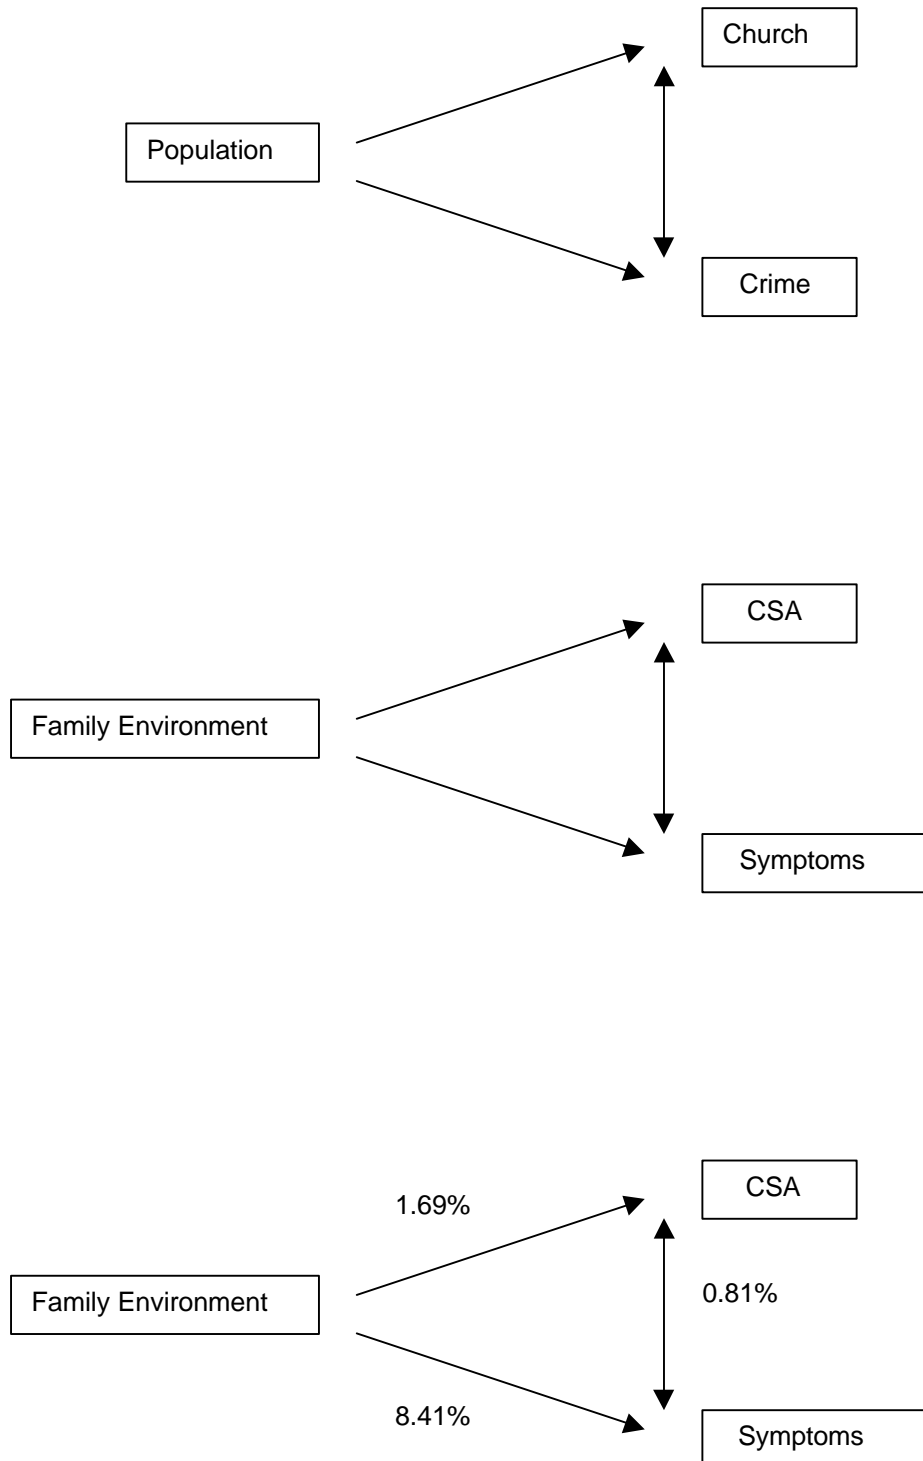 Church
Population
Crime
CSA
Family Environment
Symptoms
CSA
1.69%
Family Environment
0.81%
8.41%
Symptoms